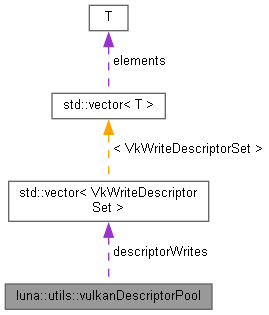 T
elements
std::vector< T >
< VkWriteDescriptorSet >
std::vector< VkWriteDescriptor
Set >
descriptorWrites
luna::utils::vulkanDescriptorPool